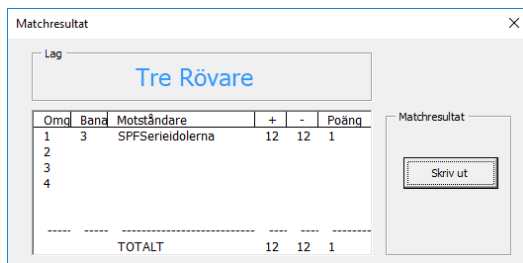 Matchresultat
Lag
Tre Rövare
Omg Bana Motståndare + - Poäng
1 3 SPFSerieidolerna 12 12 1
2
3
4
----- ----- --------------------------- ---- ---- --------
TOTALT 12 12 1
Matchresultat
Skriv ut